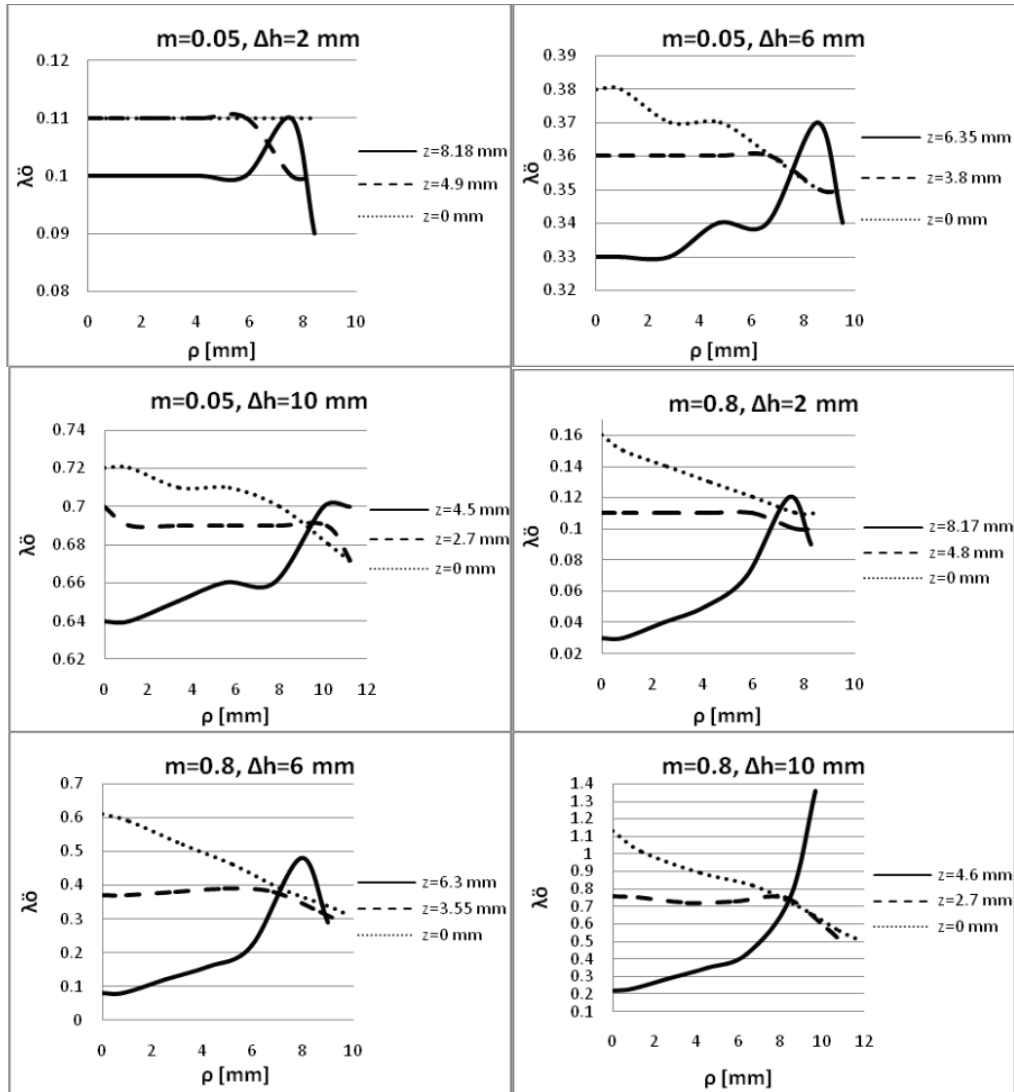 m=0.05, Δh=2 mm
0.12
0.11
0.1
0.09
0.08
λö
0 2 4 6 8 10
ρ [mm]
z=8.18 mm
z=4.9 mm
z=0 mm
m=0.05, Δh=6 mm
0.39
0.38
0.37
0.36
0.35
0.34
0.33
0.32
λö
0 2 4 6 8 10
ρ [mm]
z=6.35 mm
z=3.8 mm
z=0 mm
m=0.05, Δh=10 mm
0.74
0.72
0.7
0.68
0.66
0.64
0.62
λö
0 2 4 6 8 10 12
ρ [mm]
z=4.5 mm
z=2.7 mm
z=0 mm
m=0.8, Δh=2 mm
0.16
0.14
0.12
0.1
0.08
0.06
0.04
0.02
λö
0 2 4 6 8 10
ρ [mm]
z=8.17 mm
z=4.8 mm
z=0 mm
m=0.8, Δh=6 mm
0.7
0.6
0.5
0.4
0.3
0.2
0.1
0
λö
0 2 4 6 8 10
ρ [mm]
z=6.3 mm
z=3.55 mm
z=0 mm
m=0.8, Δh=10 mm
1.4
1.3
1.2
1.1
1
0.9
0.8
0.7
0.6
0.5
0.4
0.3
0.2
0.1
λö
0 2 4 6 8 10 12
ρ [mm]
z=4.6 mm
z=2.7 mm
z=0 mm